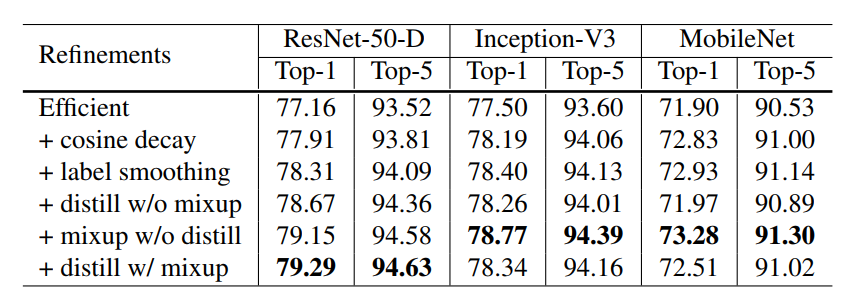 Refinements ResNet-50-D Inception-V3 MobileNet
Top-1 Top-5 Top-1 Top-5 Top-1 Top-5
Efficient 77.16 93.52 77.50 93.60 71.90 90.53
+ cosine decay 77.91 93.81 78.19 94.06 72.83 91.00
+ label smoothing 78.31 94.09 78.40 94.13 72.93 91.14
+ distill w/o mixup 78.67 94.36 78.26 94.01 71.97 90.89
+ mixup w/o distill 79.15 94.58 78.77 94.39 73.28 91.30
+ distill w/ mixup 79.29 94.63 78.34 94.16 72.51 91.02